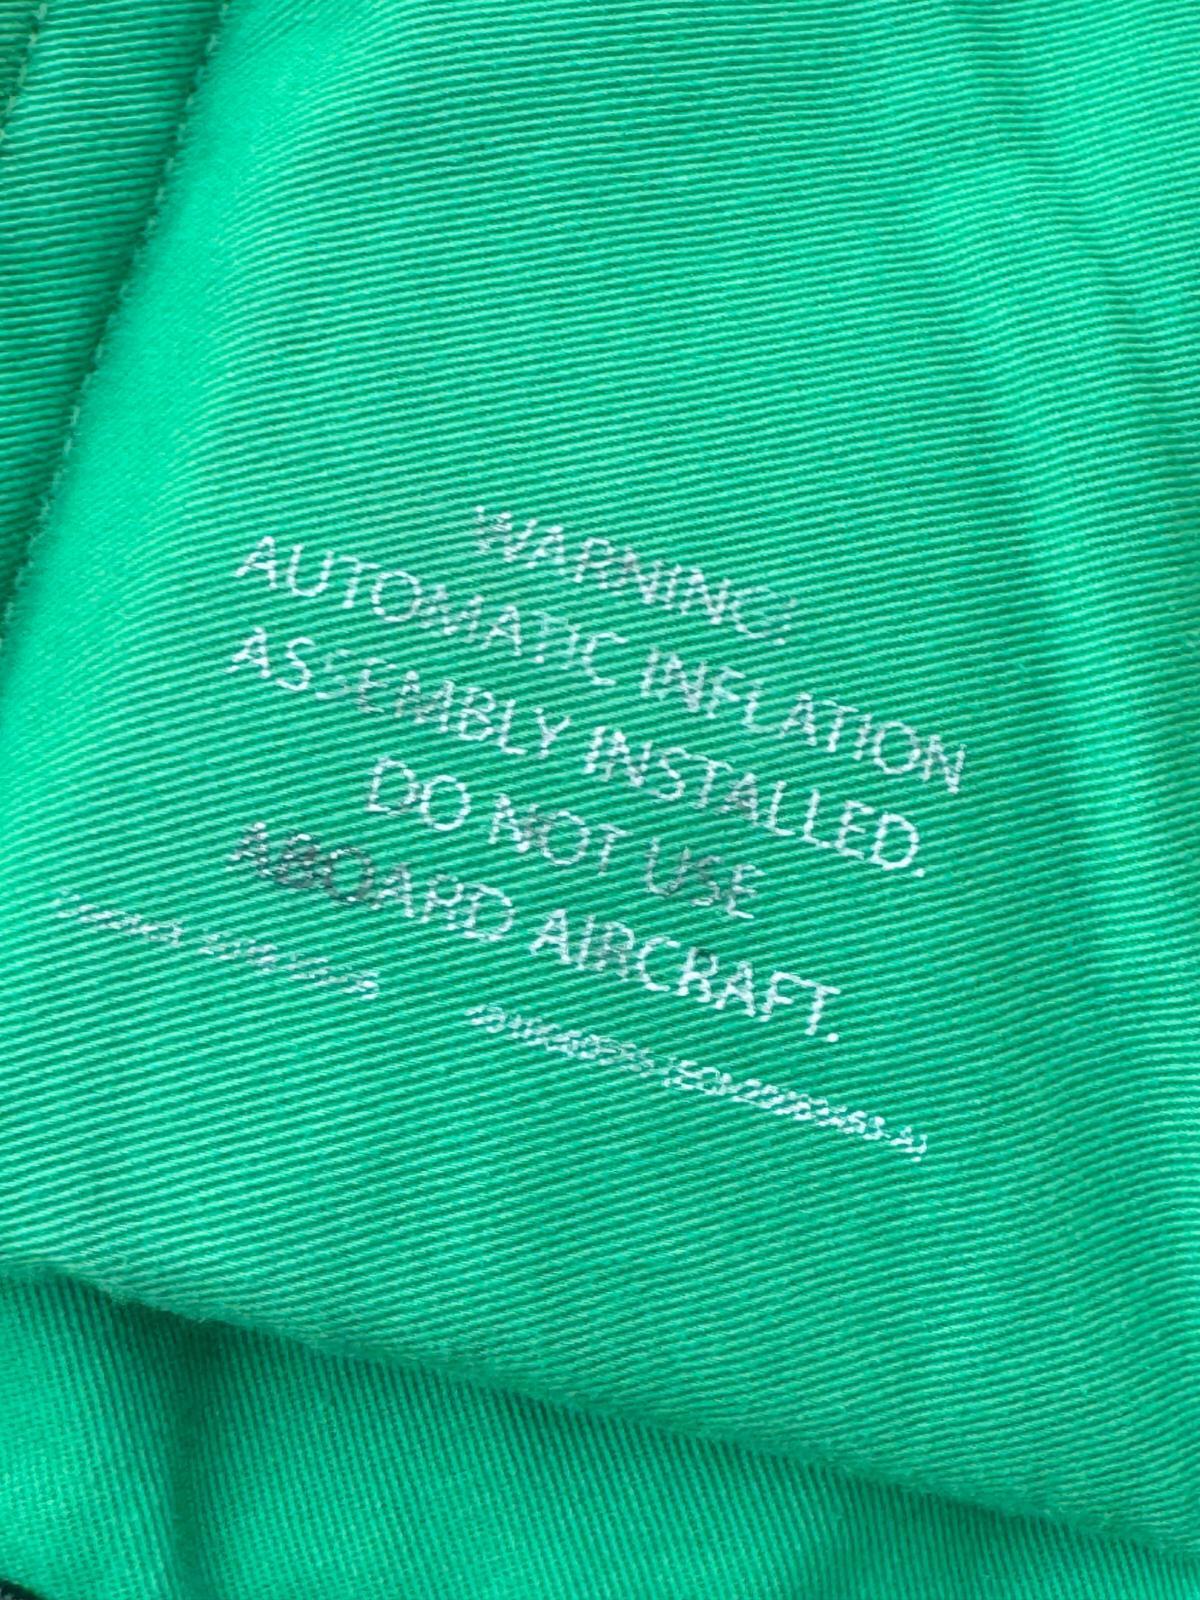 WARNING!
AUTOMATIC INFLATION
ASSEMBLY INSTALLED.
DO NOT USE
ABOARD AIRCRAFT.